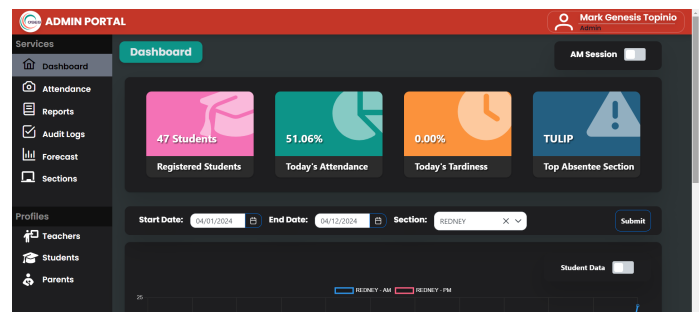 ADMIN PORTAL
Mark Genesis Topinio
Admin
Services
Dashboard
Attendance
Reports
Audit Logs
Forecast
Sections
Profiles
Teachers
Students
Parents
Dashboard
AM Session
47 Students
Registered Students
51.06%
Today's Attendance
0.00%
Today's Tardiness
TULIP
Top Absentee Section
Start Date: 04/01/2024 End Date: 04/12/2024 Section: REDNEY Submit
Student Data
REDNEY - AM REDNEY - PM
25